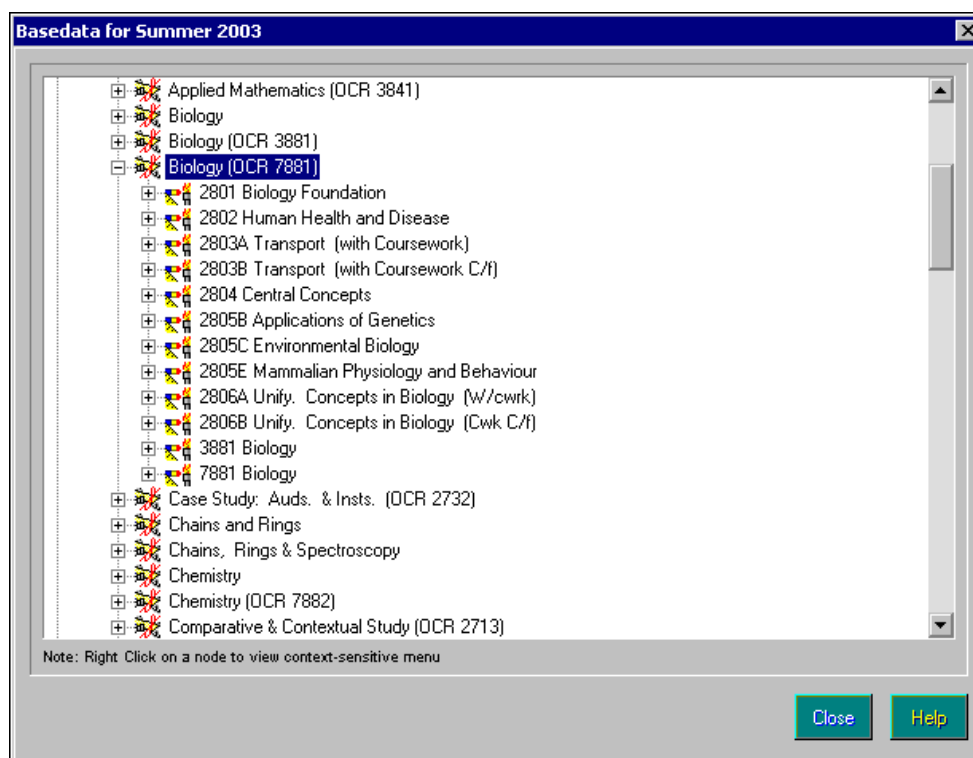 Basedata for Summer 2003
Applied Mathematics (OCR 3841)
Biology
Biology (OCR 3881)
Biology (OCR 7881)
2801 Biology Foundation
2802 Human Health and Disease
2803A Transport (with Coursework)
2803B Transport (with Coursework C/f)
2804 Central Concepts
2805B Applications of Genetics
2805C Environmental Biology
2805E Mammalian Physiology and Behaviour
2806A Unify. Concepts in Biology (W/cwrk)
2806B Unify. Concepts in Biology (Cwk C/f)
3881 Biology
7881 Biology
Case Study: Auds. & Insts. (OCR 2732)
Chains and Rings
Chains, Rings & Spectroscopy
Chemistry
Chemistry (OCR 7882)
Comparative & Contextual Study (OCR 2713)
Note: Right Click on a node to view context-sensitive menu
Close Help